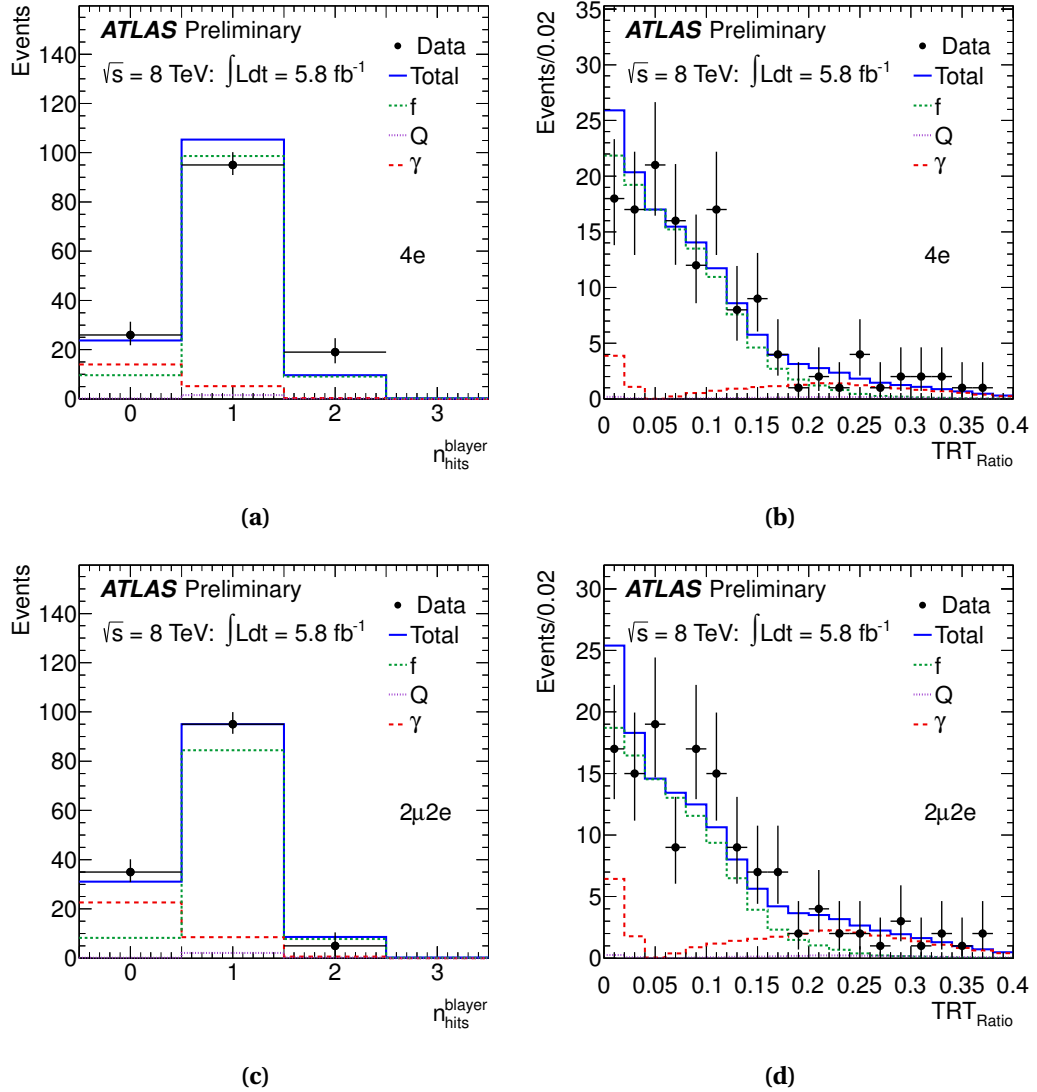 Events
160
140
120
100
80
60
40
20
0
ATLAS Preliminary
√s = 8 TeV: ∫Ldt = 5.8 fb⁻¹
Data
Total
f
Q
γ
4e
0 1 2 3
n_hits^blayer
(a)
Events/0.02
35
30
25
20
15
10
5
0
ATLAS Preliminary
√s = 8 TeV: ∫Ldt = 5.8 fb⁻¹
Data
Total
f
Q
γ
4e
0 0.05 0.1 0.15 0.2 0.25 0.3 0.35 0.4
TRT_Ratio
(b)
Events
160
140
120
100
80
60
40
20
0
ATLAS Preliminary
√s = 8 TeV: ∫Ldt = 5.8 fb⁻¹
Data
Total
f
Q
γ
2μ2e
0 1 2 3
n_hits^blayer
(c)
Events/0.02
30
25
20
15
10
5
0
ATLAS Preliminary
√s = 8 TeV: ∫Ldt = 5.8 fb⁻¹
Data
Total
f
Q
γ
2μ2e
0 0.05 0.1 0.15 0.2 0.25 0.3 0.35 0.4
TRT_Ratio
(d)